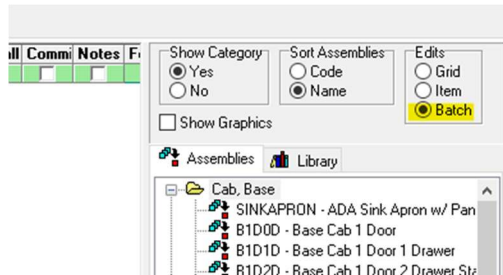 Commi Notes
Show Category Sort Assemblies Edits
Yes Code Grid
No Name Item
Batch
Show Graphics
Assemblies Library
Cab, Base
SINKAPRON - ADA Sink Apron w/ Pan
B1D0D - Base Cab 1 Door
B1D1D - Base Cab 1 Door 1 Drawer
B1D2D - Base Cab 1 Door 2 Drawer